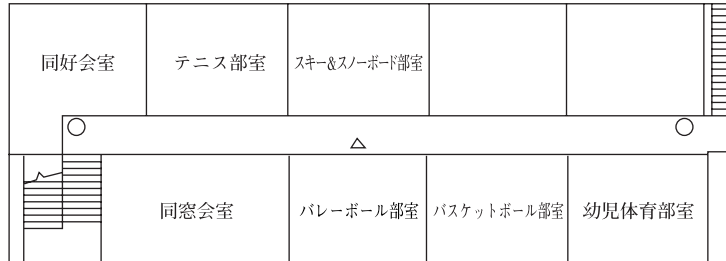 同好会室
テニス部室
スキー&スノーボード部室
同窓会室
バレーボール部室
バスケットボール部室
幼児体育部室